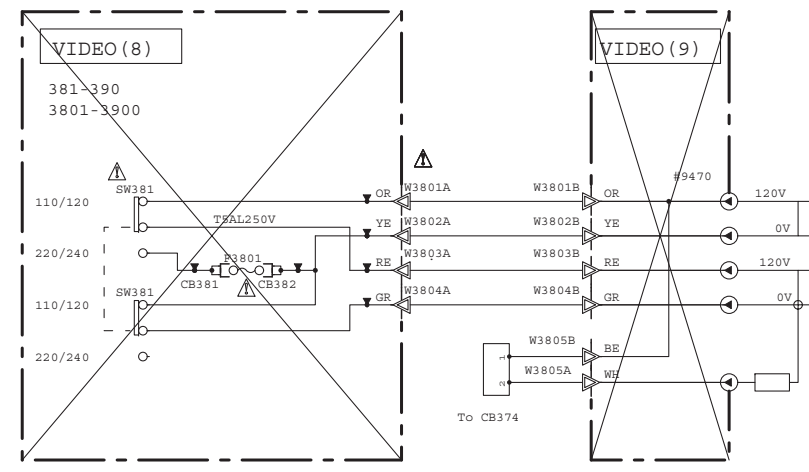 VIDEO(8)
381-390
3801-3900
VIDEO(9)
#9470
SW381
110/120
T5AL250V
220/240
F3801
CB381
CB382
SW381
110/120
220/240
OR
W3801A
W3801B
OR
120V
YE
W3802A
W3802B
YE
0V
RE
W3803A
W3803B
RE
120V
GR
W3804A
W3804B
GR
0V
W3805B
BE
1
W3805A
WH
2
To CB374